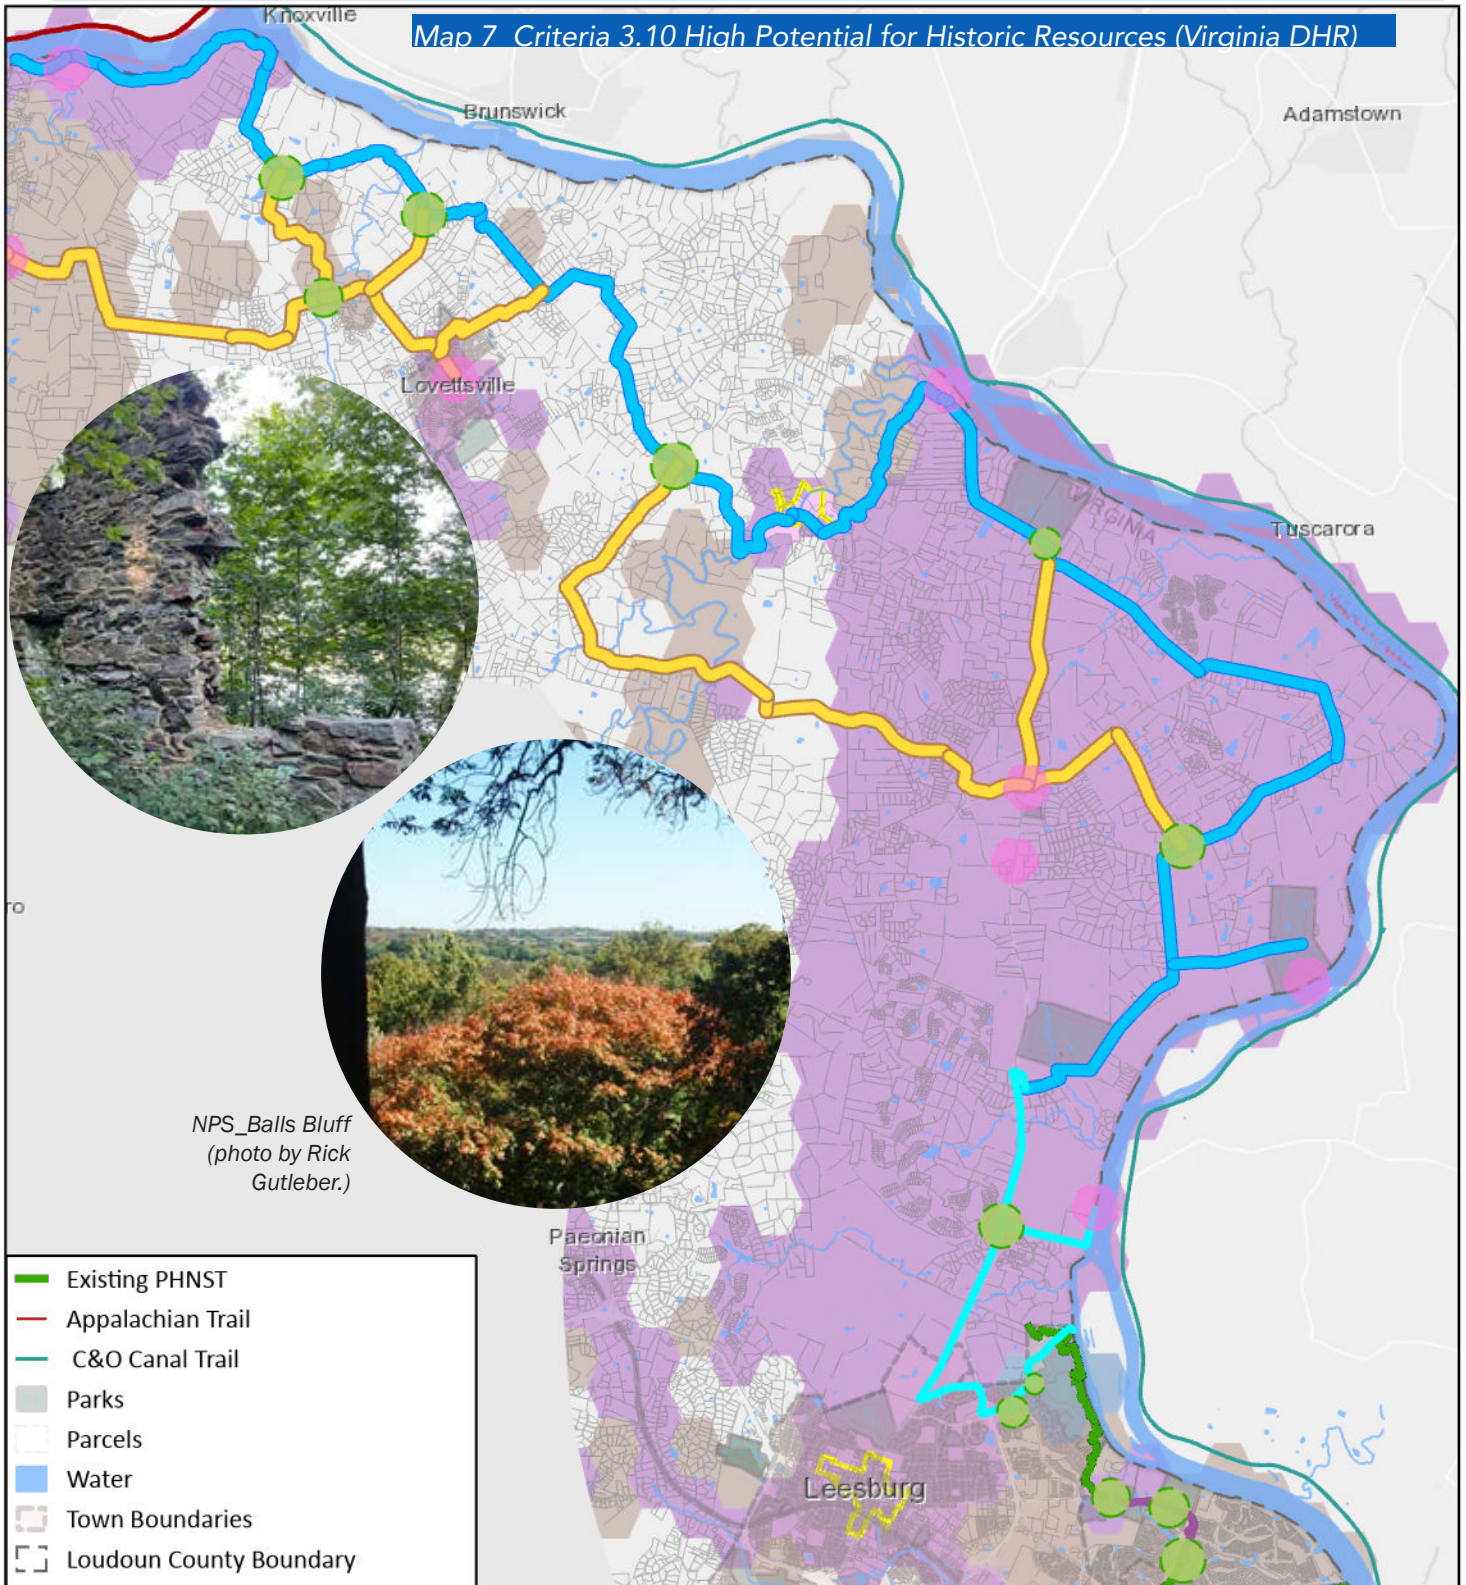 Map 7 Criteria 3.10 High Potential for Historic Resources (Virginia DHR)
Knoxville
Brunswick
Adamstown
Lovettsville
VIRGINIA
Tuscarora
ro
NPS_Balls Bluff
(photo by Rick
Gutleber.)
Paeonian
Springs
Leesburg
Existing PHNST
Appalachian Trail
C&O Canal Trail
Parks
Parcels
Water
Town Boundaries
Loudoun County Boundary